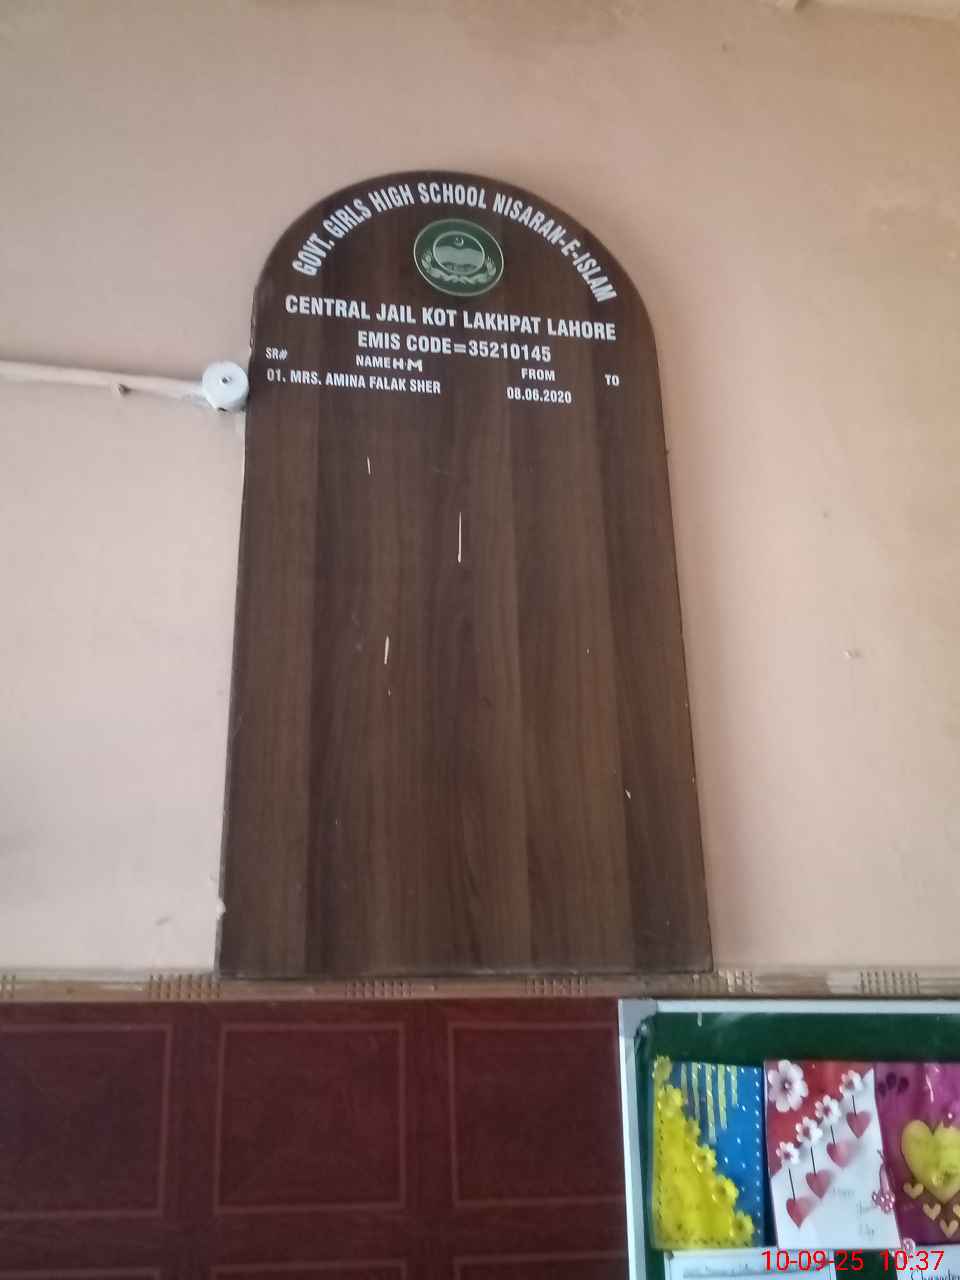 GOVT. GIRLS HIGH SCHOOL NISARAN-E-ISLAM
CENTRAL JAIL KOT LAKHPAT LAHORE
EMIS CODE=35210145
SR# NAME H·M FROM TO
01. MRS. AMINA FALAK SHER 08.06.2020
10-09-25 10:37